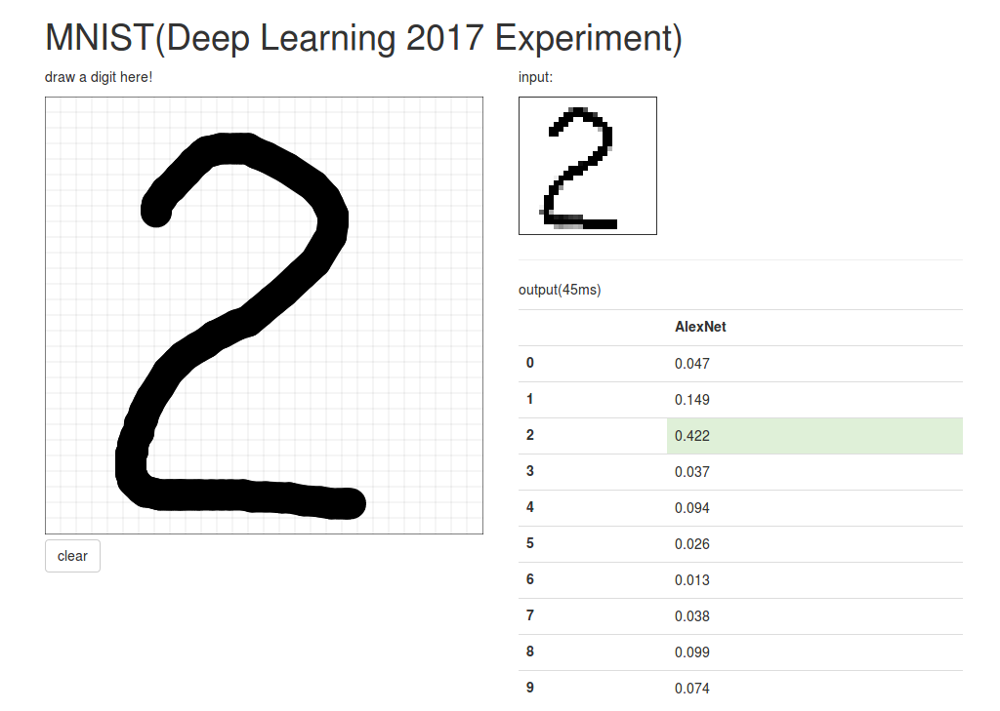 MNIST(Deep Learning 2017 Experiment)
draw a digit here!
2
clear
input:
2
output(45ms)
AlexNet
0 0.047
1 0.149
2 0.422
3 0.037
4 0.094
5 0.026
6 0.013
7 0.038
8 0.099
9 0.074